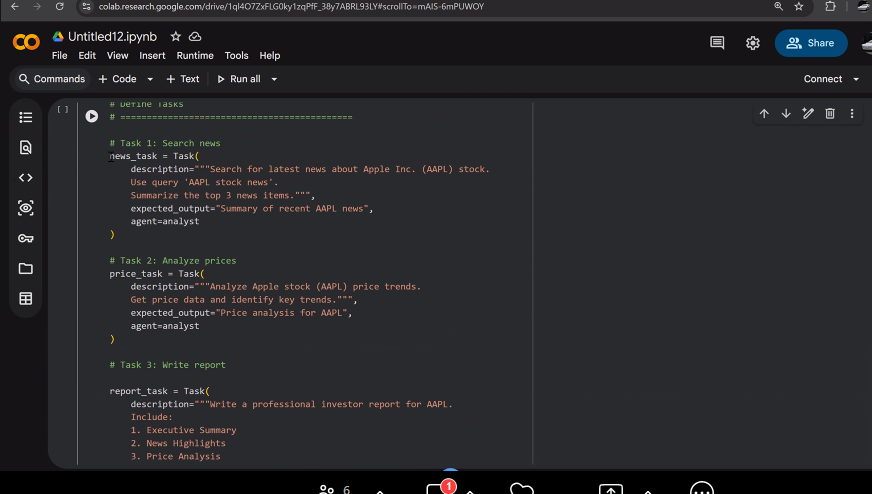 colab.research.google.com/drive/1ql4O7ZxFLG0ky1zqPfF_38y7ABRL93LY#scrollTo=mAIS-6mPUWOY
Untitled12.ipynb
File Edit View Insert Runtime Tools Help
Share
Commands + Code + Text Run all
Connect
[ ]
# Define Tasks
# ============================================
# Task 1: Search news
news_task = Task(
description="""Search for latest news about Apple Inc. (AAPL) stock.
Use query 'AAPL stock news'.
Summarize the top 3 news items.""",
expected_output="Summary of recent AAPL news",
agent=analyst
)
# Task 2: Analyze prices
price_task = Task(
description="""Analyze Apple stock (AAPL) price trends.
Get price data and identify key trends.""",
expected_output="Price analysis for AAPL",
agent=analyst
)
# Task 3: Write report
report_task = Task(
description="""Write a professional investor report for AAPL.
Include:
1. Executive Summary
2. News Highlights
3. Price Analysis
6
1